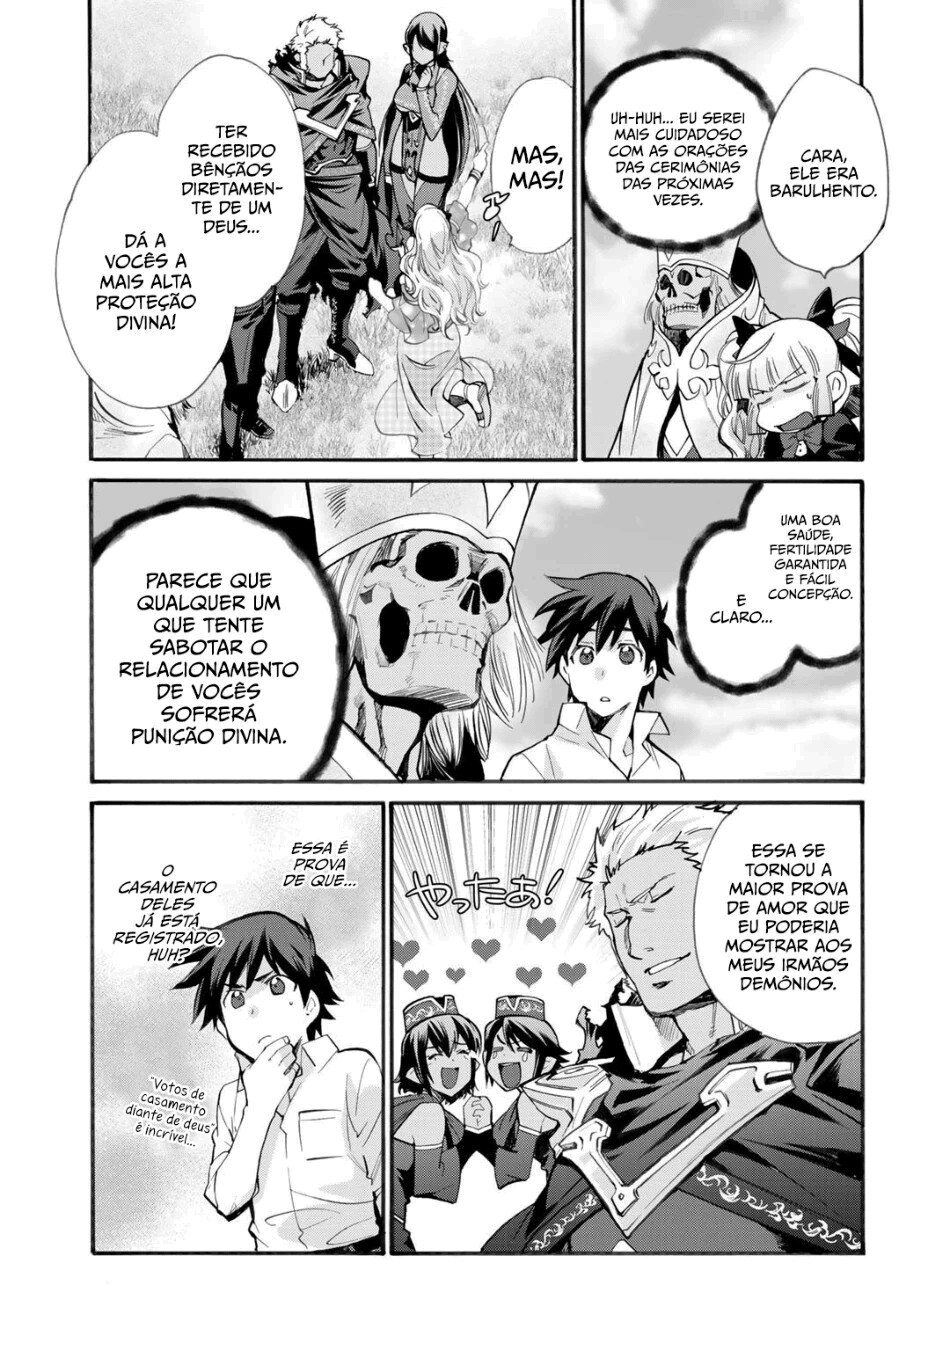 CARA,
ELE ERA
BARULHENTO.
UH-HUH... EU SEREI
MAIS CUIDADOSO
COM AS ORAÇÕES
DAS CERIMÔNIAS
DAS PRÓXIMAS
VEZES.
MAS,
MAS!
TER
RECEBIDO
BÊNÇÃOS
DIRETAMEN-
TE DE UM
DEUS...
DÁ A
VOCÊS A
MAIS ALTA
PROTEÇÃO
DIVINA!
UMA BOA
SAÚDE,
FERTILIDADE
GARANTIDA
E FÁCIL
CONCEPÇÃO.
E
CLARO...
PARECE QUE
QUALQUER UM
QUE TENTE
SABOTAR O
RELACIONAMENTO
DE VOCÊS
SOFRERÁ
PUNIÇÃO DIVINA.
ESSA SE
TORNOU A
MAIOR PROVA
DE AMOR QUE
EU PODERIA
MOSTRAR AOS
MEUS IRMÃOS
DEMÔNIOS.
やったあ!
ESSA É
PROVA
DE QUE...
O
CASAMENTO
DELES
JÁ ESTÁ
REGISTRADO,
HUH?
"Votos de
casamento
diante de deus"
é incrível...